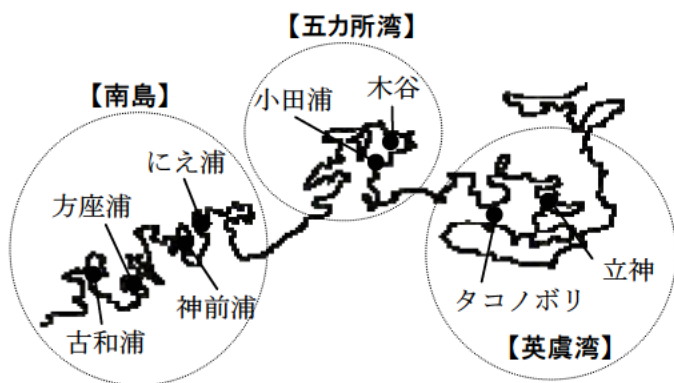 【五カ所湾】
木谷
小田浦
【南島】
にえ浦
方座浦
神前浦
古和浦
立神
タコノボリ
【英虞湾】